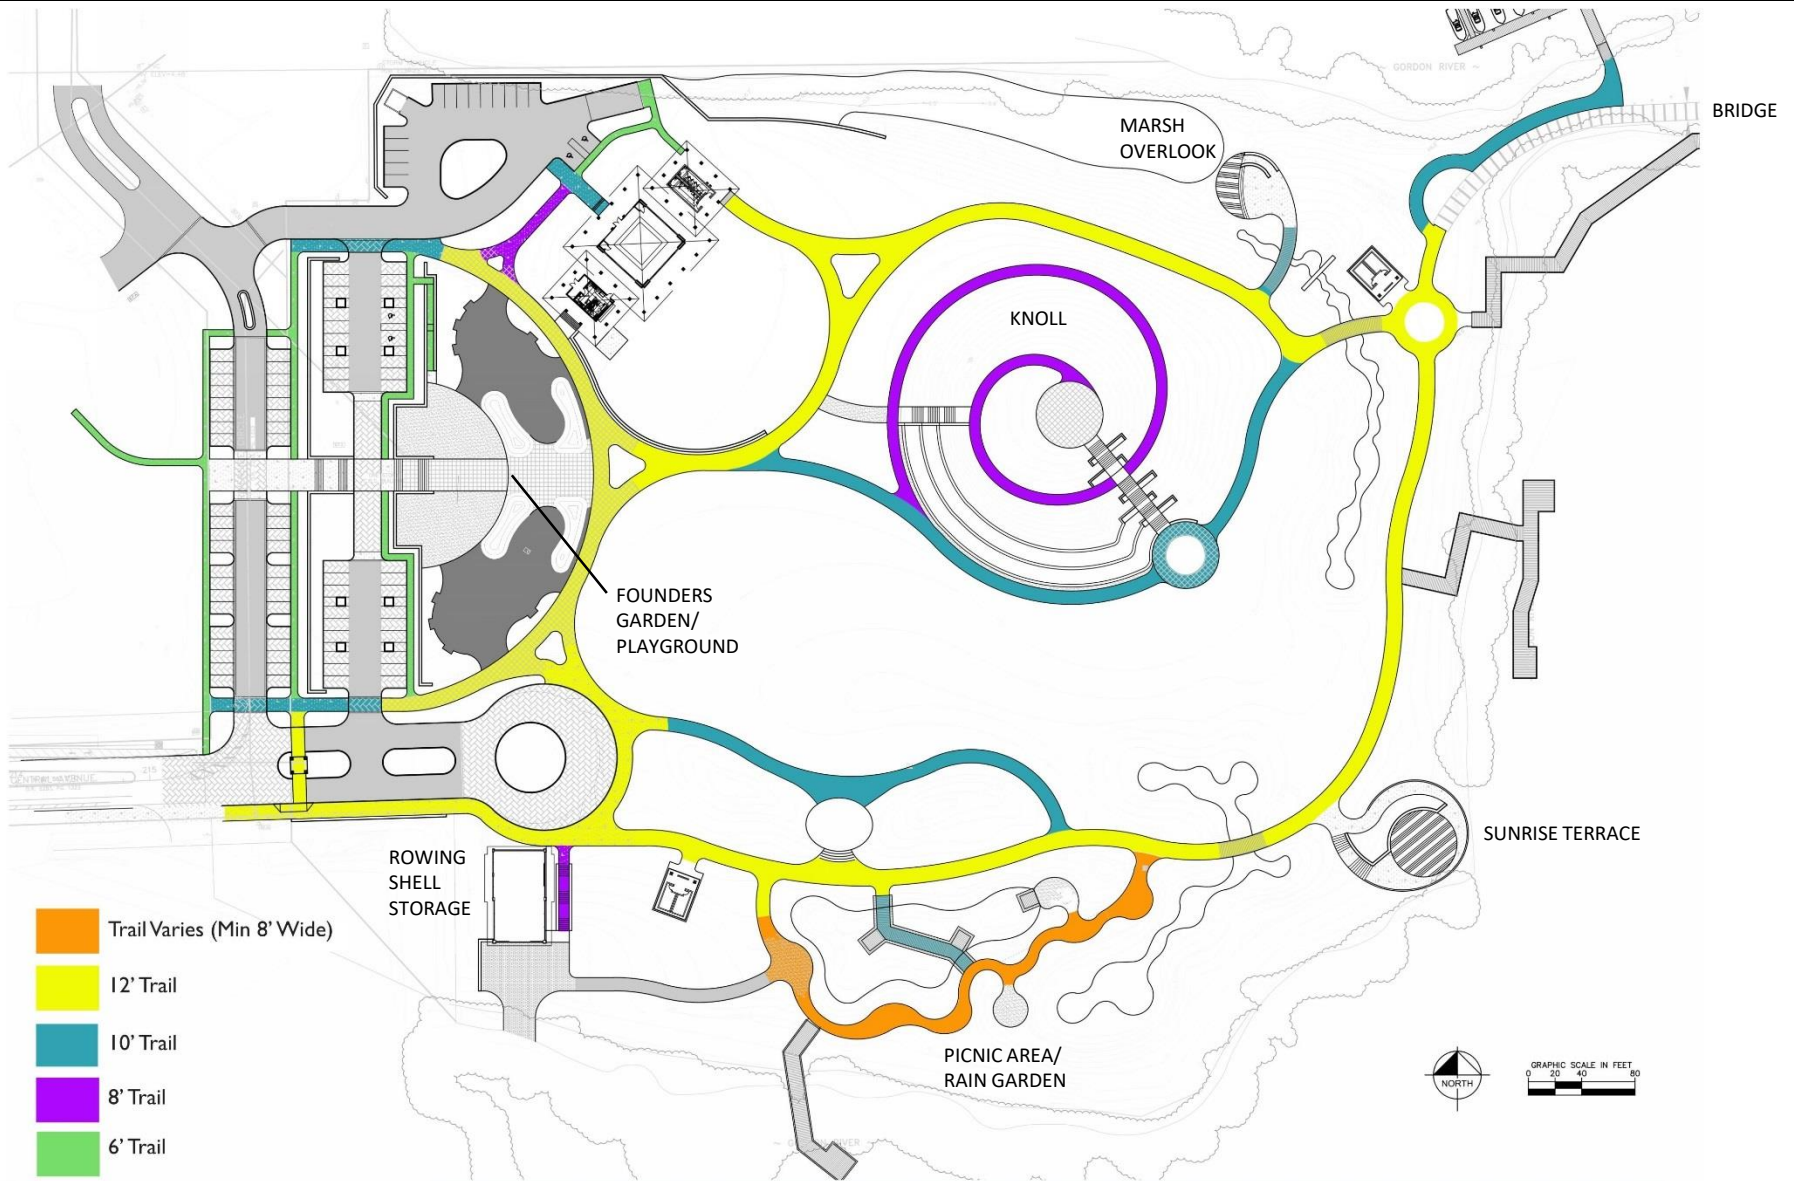 ~ GORDON RIVER ~
BRIDGE
MARSH
OVERLOOK
KNOLL
FOUNDERS
GARDEN/
PLAYGROUND
SUNRISE TERRACE
ROWING
SHELL
STORAGE
PICNIC AREA/
RAIN GARDEN
Trail Varies (Min 8' Wide)
12' Trail
10' Trail
8' Trail
6' Trail
NORTH
GRAPHIC SCALE IN FEET
0 20 40 80
215